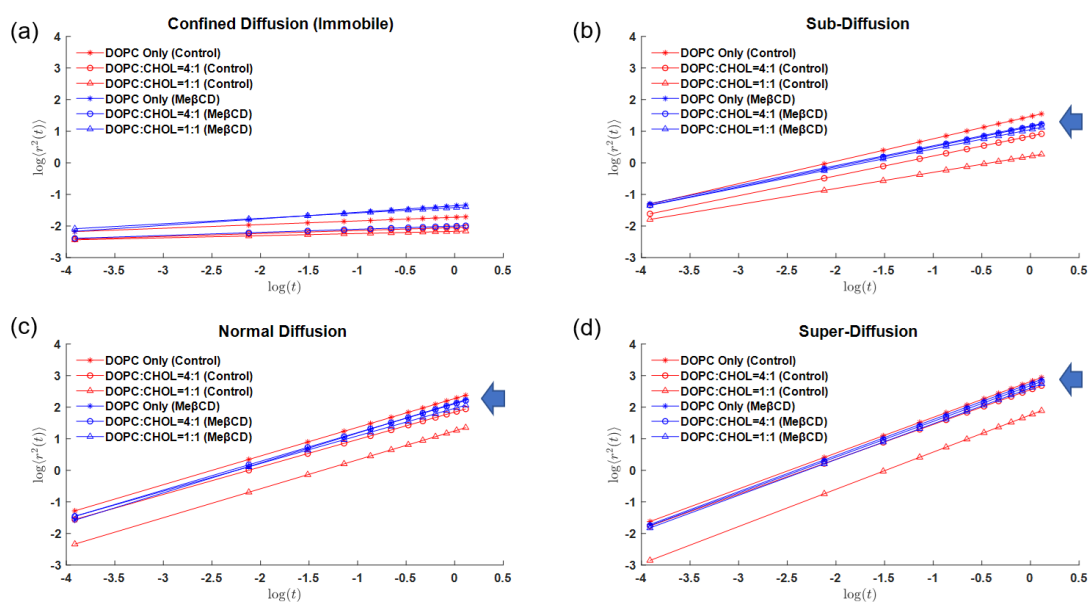 (a)
Confined Diffusion (Immobile)
4
3
2
1
0
-1
-2
-3
log⟨r²(t)⟩
DOPC Only (Control)
DOPC:CHOL=4:1 (Control)
DOPC:CHOL=1:1 (Control)
DOPC Only (MeβCD)
DOPC:CHOL=4:1 (MeβCD)
DOPC:CHOL=1:1 (MeβCD)
-4 -3.5 -3 -2.5 -2 -1.5 -1 -0.5 0 0.5
log(t)
(b)
Sub-Diffusion
4
3
2
1
0
-1
-2
-3
log⟨r²(t)⟩
DOPC Only (Control)
DOPC:CHOL=4:1 (Control)
DOPC:CHOL=1:1 (Control)
DOPC Only (MeβCD)
DOPC:CHOL=4:1 (MeβCD)
DOPC:CHOL=1:1 (MeβCD)
-4 -3.5 -3 -2.5 -2 -1.5 -1 -0.5 0 0.5
log(t)
(c)
Normal Diffusion
4
3
2
1
0
-1
-2
-3
log⟨r²(t)⟩
DOPC Only (Control)
DOPC:CHOL=4:1 (Control)
DOPC:CHOL=1:1 (Control)
DOPC Only (MeβCD)
DOPC:CHOL=4:1 (MeβCD)
DOPC:CHOL=1:1 (MeβCD)
-4 -3.5 -3 -2.5 -2 -1.5 -1 -0.5 0 0.5
log(t)
(d)
Super-Diffusion
4
3
2
1
0
-1
-2
-3
log⟨r²(t)⟩
DOPC Only (Control)
DOPC:CHOL=4:1 (Control)
DOPC:CHOL=1:1 (Control)
DOPC Only (MeβCD)
DOPC:CHOL=4:1 (MeβCD)
DOPC:CHOL=1:1 (MeβCD)
-4 -3.5 -3 -2.5 -2 -1.5 -1 -0.5 0 0.5
log(t)